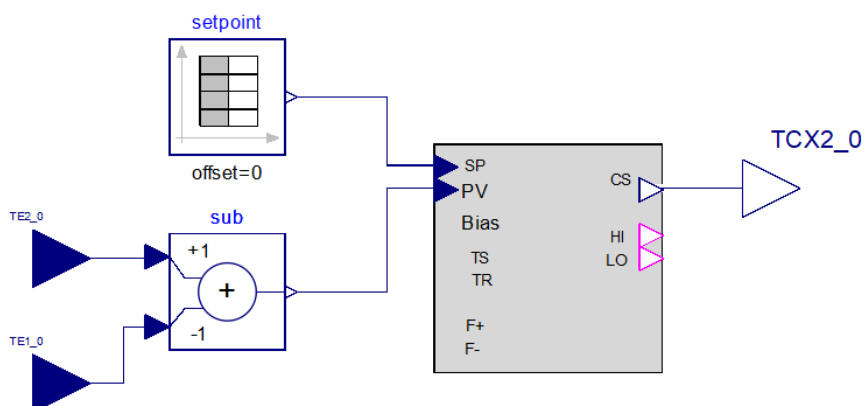 setpoint
offset=0
TCX2_0
SP
CS
PV
sub
Bias
TE2_0
+1
HI
TS
LO
TR
+
-1
F+
TE1_0
F-